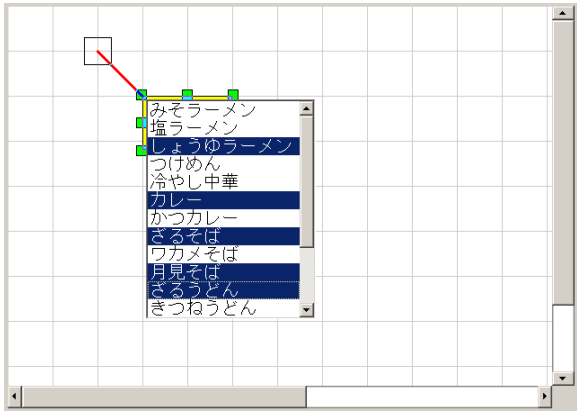 みそラーメン
塩ラーメン
しょうゆラーメン
つけめん
冷やし中華
カレー
かつカレー
ざるそば
ワカメそば
月見そば
ざるうどん
きつねうどん